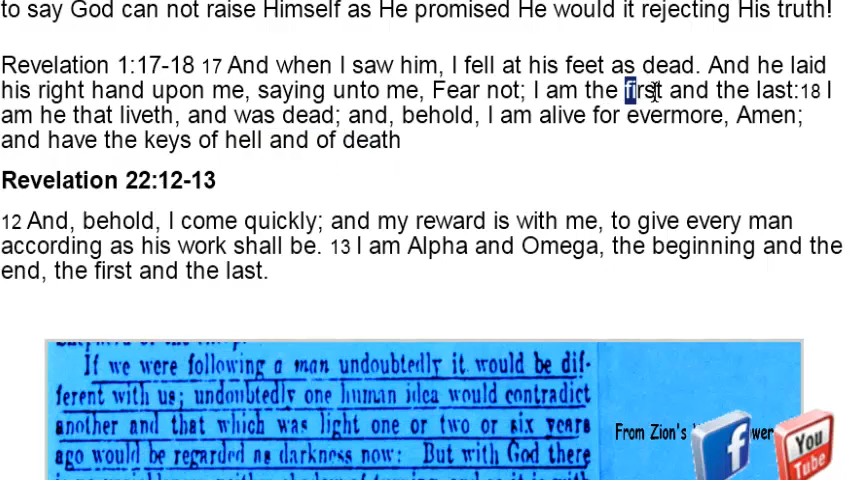 to say God can not raise Himself as He promised He would it rejecting His truth!
Revelation 1:17-18 17 And when I saw him, I fell at his feet as dead. And he laid
his right hand upon me, saying unto me, Fear not; I am the first and the last:18 I
am he that liveth, and was dead; and, behold, I am alive for evermore, Amen;
and have the keys of hell and of death
Revelation 22:12-13
12 And, behold, I come quickly; and my reward is with me, to give every man
according as his work shall be. 13 I am Alpha and Omega, the beginning and the
end, the first and the last.
If we were following a man undoubtedly it would be dif-
ferent with us; undoubtedly one human idea would contradict
another and that which was light one or two or six years
ago would be regarded as darkness now: But with God there
From Zion's
You
Tube